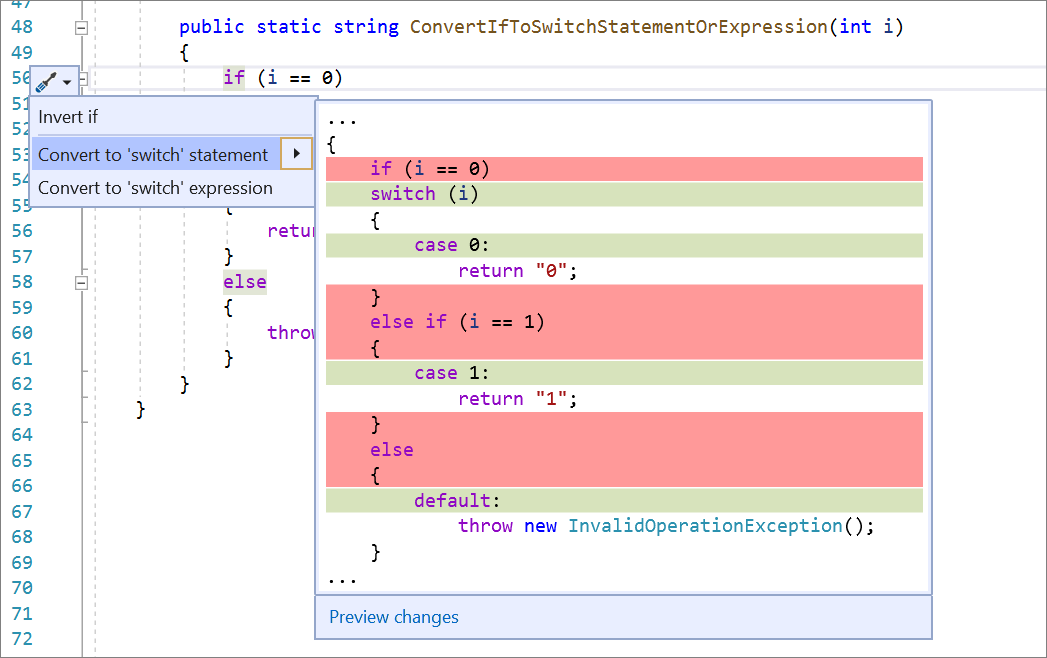 47
48 public static string ConvertIfToSwitchStatementOrExpression(int i)
49 {
50 if (i == 0)
51
52
53
54
55 {
56
57 }
58 else
59 {
60
61 }
62 }
63 }
64
65
66
67
68
69
70
71
72
Invert if
Convert to 'switch' statement
Convert to 'switch' expression
...
{
if (i == 0)
switch (i)
{
case 0:
return "0";
}
else if (i == 1)
{
case 1:
return "1";
}
else
{
default:
throw new InvalidOperationException();
}
...
Preview changes